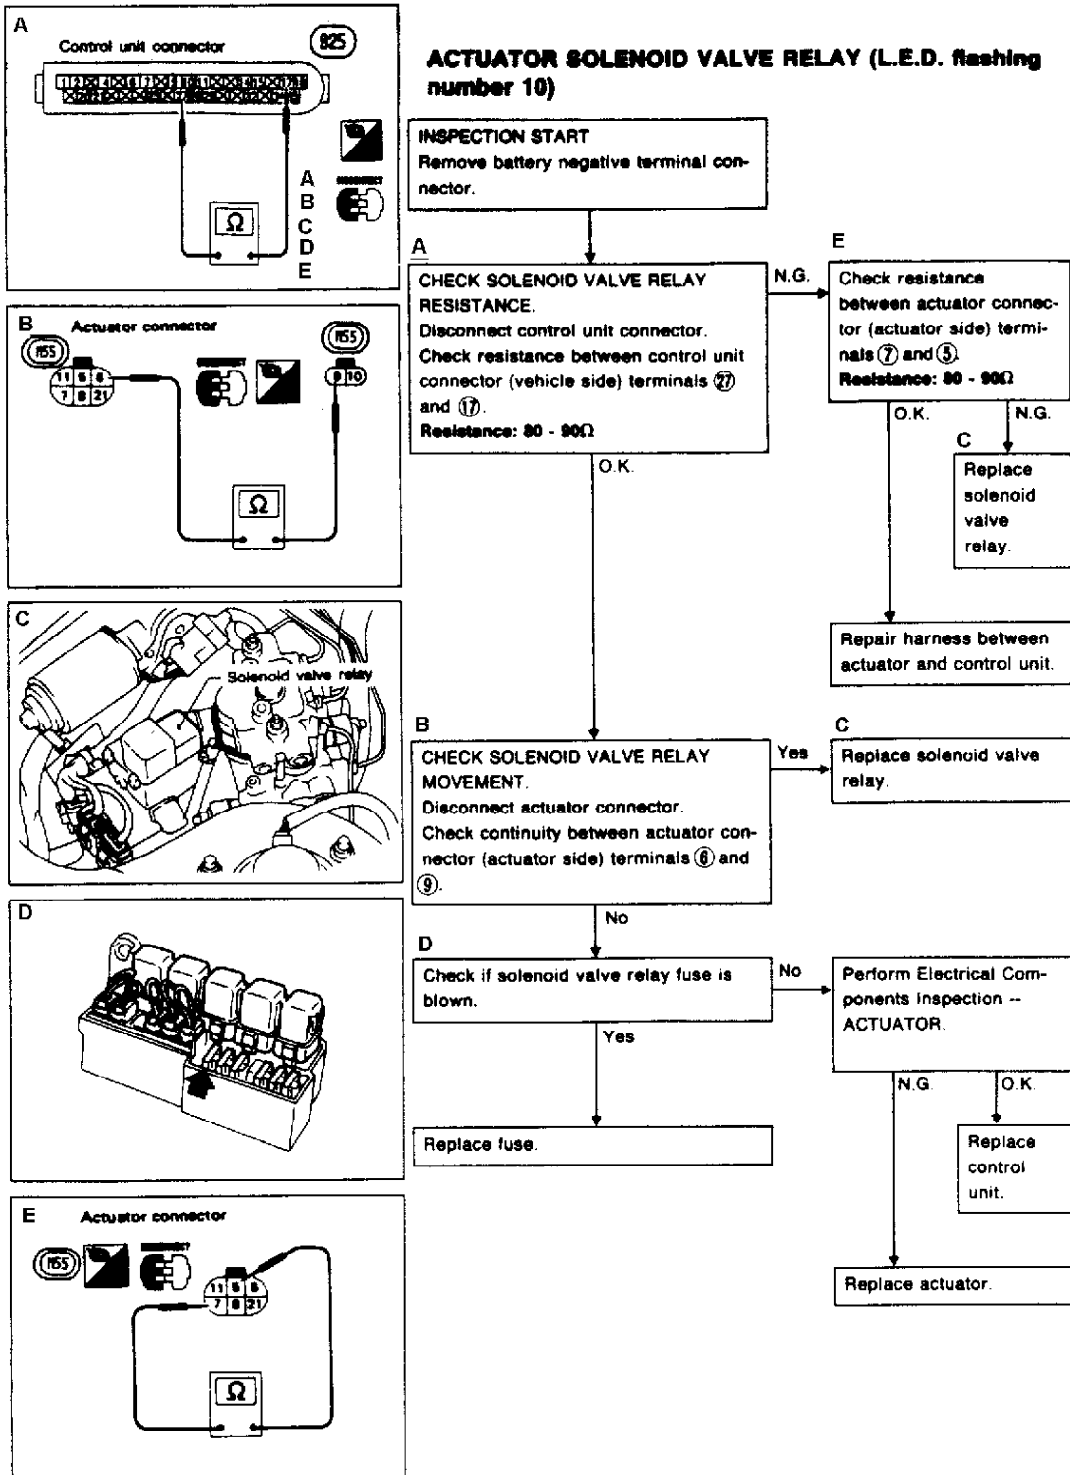 A
Control unit connector
B25
Ω
A
B
C
D
E
B
Actuator connector
11 5 6
7 8 21
9 10
Ω
C
Solenoid valve relay
D
E
Actuator connector
11 5 6
7 8 21
Ω
ACTUATOR SOLENOID VALVE RELAY (L.E.D. flashing
number 10)
INSPECTION START
Remove battery negative terminal con-
nector.
A
CHECK SOLENOID VALVE RELAY
RESISTANCE.
Disconnect control unit connector.
Check resistance between control unit
connector (vehicle side) terminals ㉗
and ⑰.
Resistance: 80 - 90Ω
N.G.
E
Check resistance
between actuator connec-
tor (actuator side) termi-
nals ⑦ and ⑤.
Resistance: 80 - 90Ω
O.K.
N.G.
C
Replace
solenoid
valve
relay.
O.K.
Repair harness between
actuator and control unit.
B
CHECK SOLENOID VALVE RELAY
MOVEMENT.
Disconnect actuator connector.
Check continuity between actuator con-
nector (actuator side) terminals ⑥ and
⑨.
Yes
C
Replace solenoid valve
relay.
No
D
Check if solenoid valve relay fuse is
blown.
No
Perform Electrical Com-
ponents Inspection --
ACTUATOR.
Yes
N.G.
O.K.
Replace fuse.
Replace
control
unit.
Replace actuator.